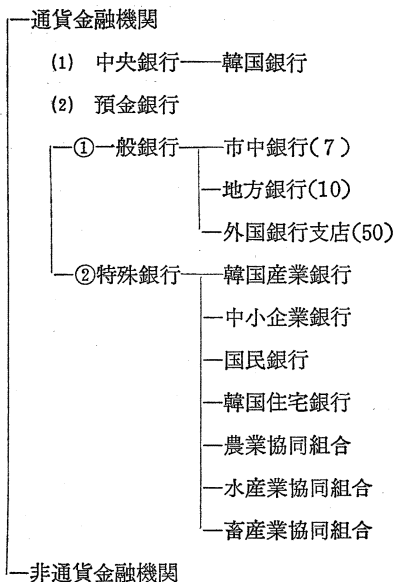 通貨金融機関
(1) 中央銀行 韓国銀行
(2) 預金銀行
①一般銀行 市中銀行(7)
地方銀行(10)
外国銀行支店(50)
②特殊銀行 韓国産業銀行
中小企業銀行
国民銀行
韓国住宅銀行
農業協同組合
水産業協同組合
畜産業協同組合
非通貨金融機関